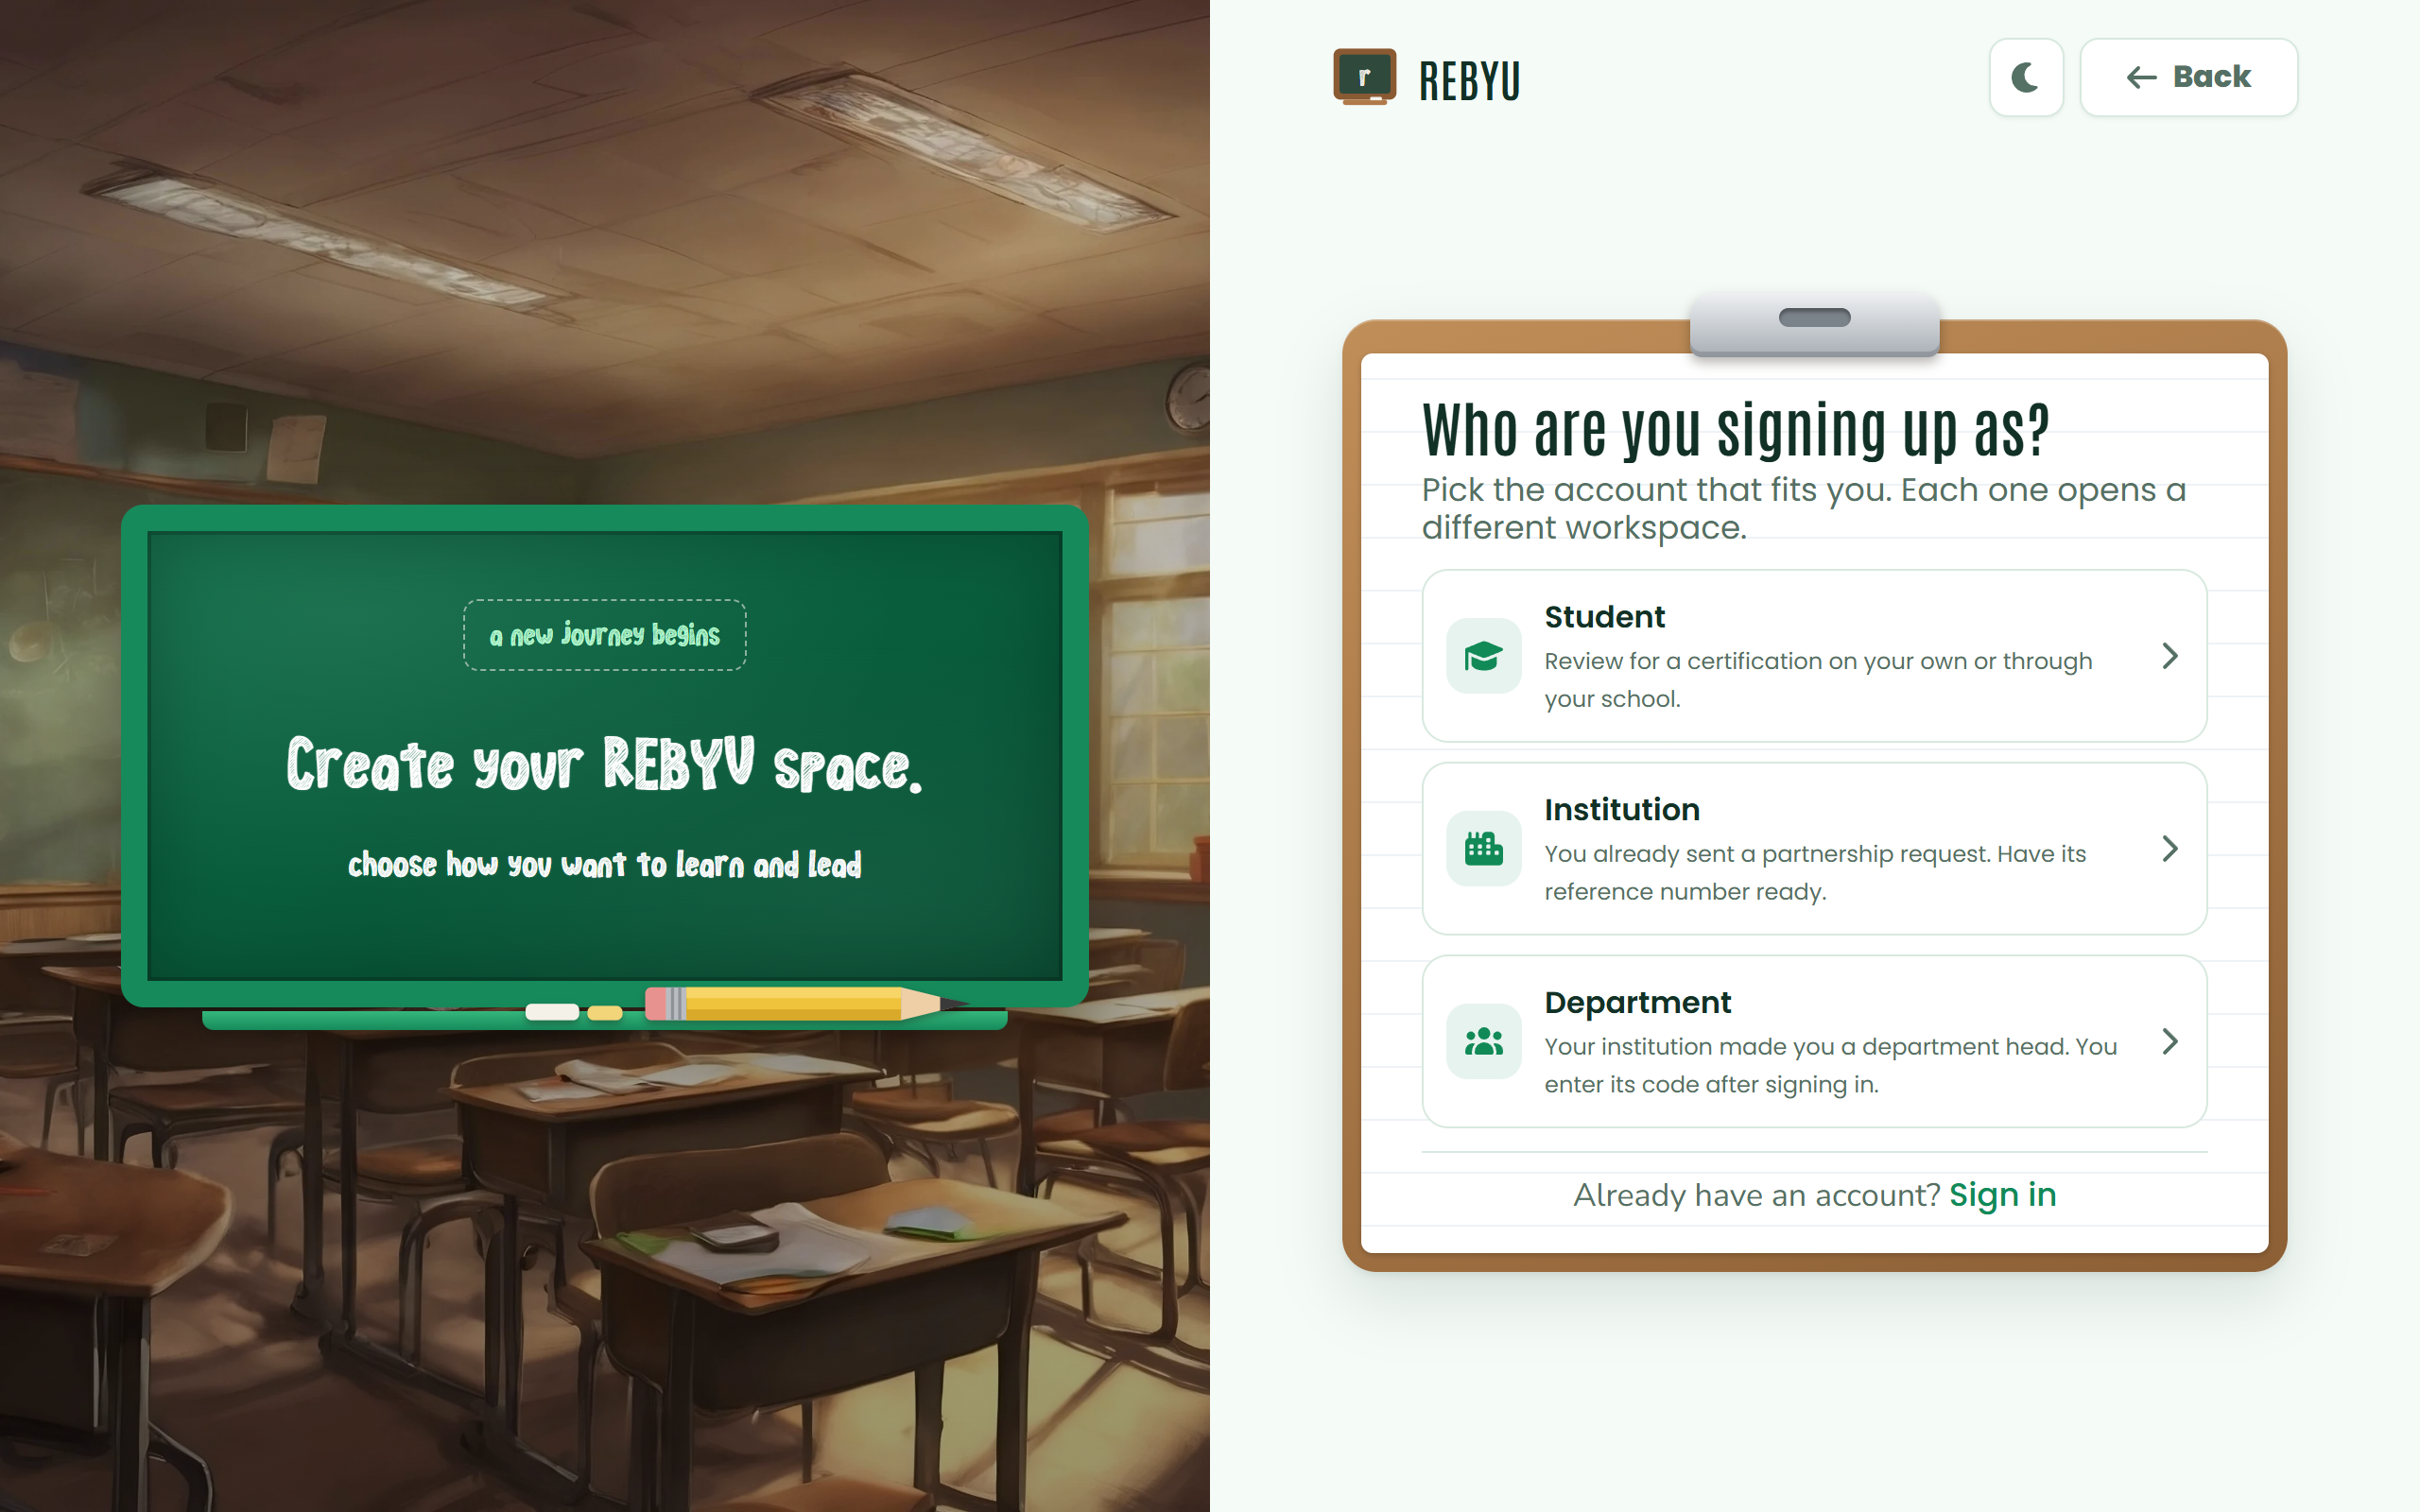 a new journey begins
Create your REBYU space.
choose how you want to learn and lead
r
REBYU
Back
Who are you signing up as?
Pick the account that fits you. Each one opens a
different workspace.
Student
Review for a certification on your own or through
your school.
Institution
You already sent a partnership request. Have its
reference number ready.
Department
Your institution made you a department head. You
enter its code after signing in.
Already have an account? Sign in